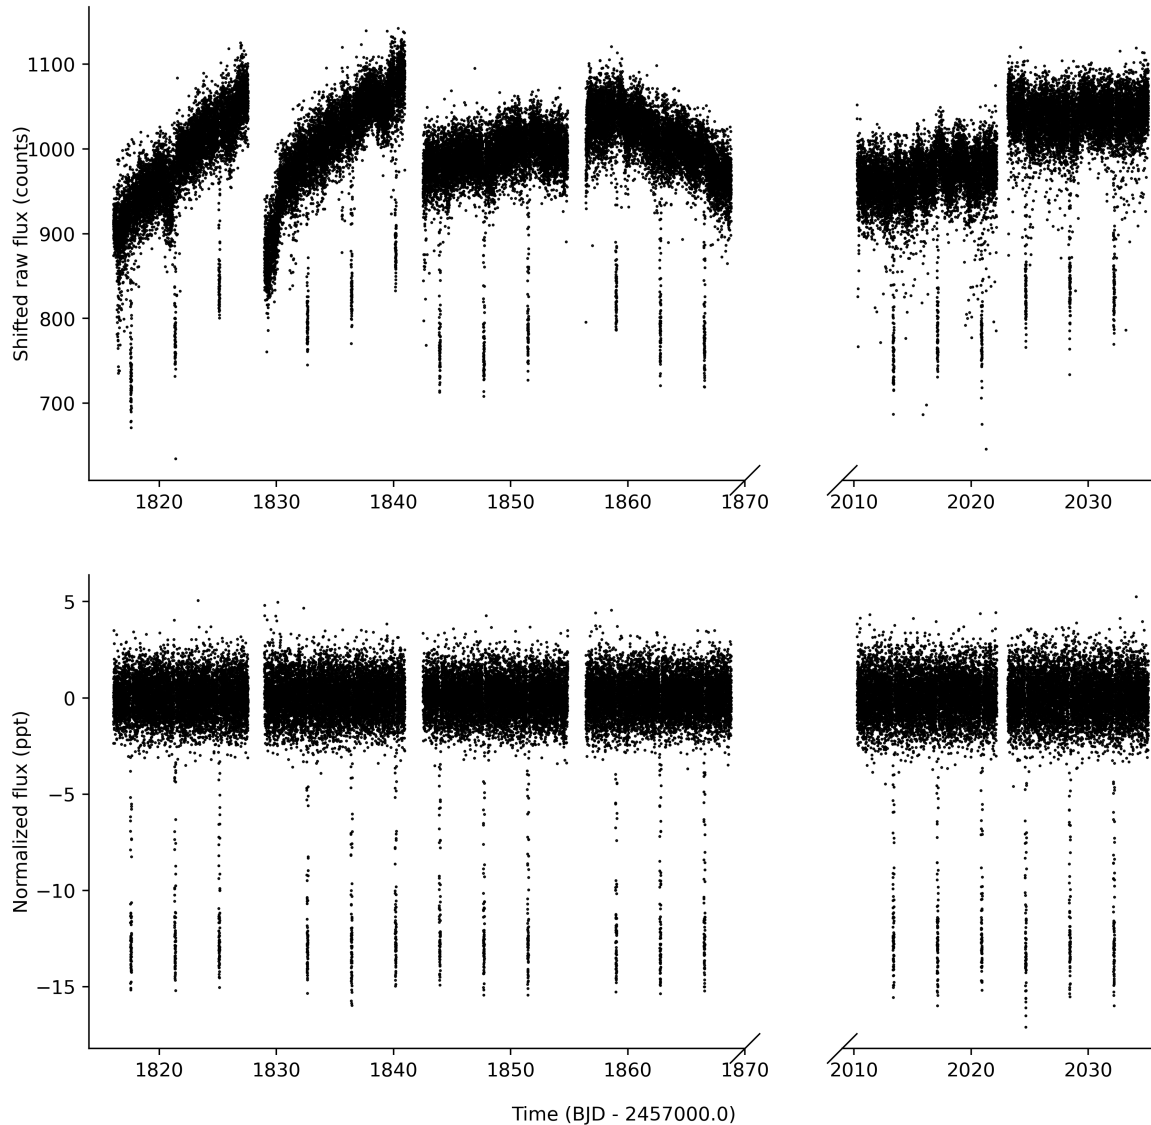 Shifted raw flux (counts)
1100
1000
900
800
700
1820 1830 1840 1850 1860 1870 2010 2020 2030
Normalized flux (ppt)
5
0
−5
−10
−15
1820 1830 1840 1850 1860 1870 2010 2020 2030
Time (BJD - 2457000.0)